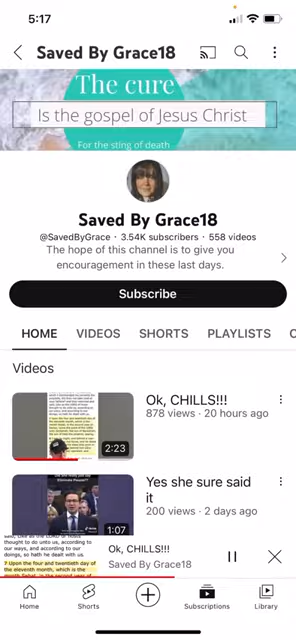 5:17
Saved By Grace18
The cure
Is the gospel of Jesus Christ
For the sting of death
Saved By Grace18
@SavedByGrace · 3.54K subscribers · 558 videos
The hope of this channel is to give you
encouragement in these last days.
Subscribe
HOME VIDEOS SHORTS PLAYLISTS C
Videos
Ok, CHILLS!!!
878 views · 20 hours ago
2:23
Yes she sure said
it
200 views · 2 days ago
1:07
thought to do unto us, according to
our ways, and according to our
doings, so hath he dealt with us.
7 Upon the four and twentieth day
of the eleventh month, which is the
Ok, CHILLS!!!
Saved By Grace18
Home
Shorts
Subscriptions
Library